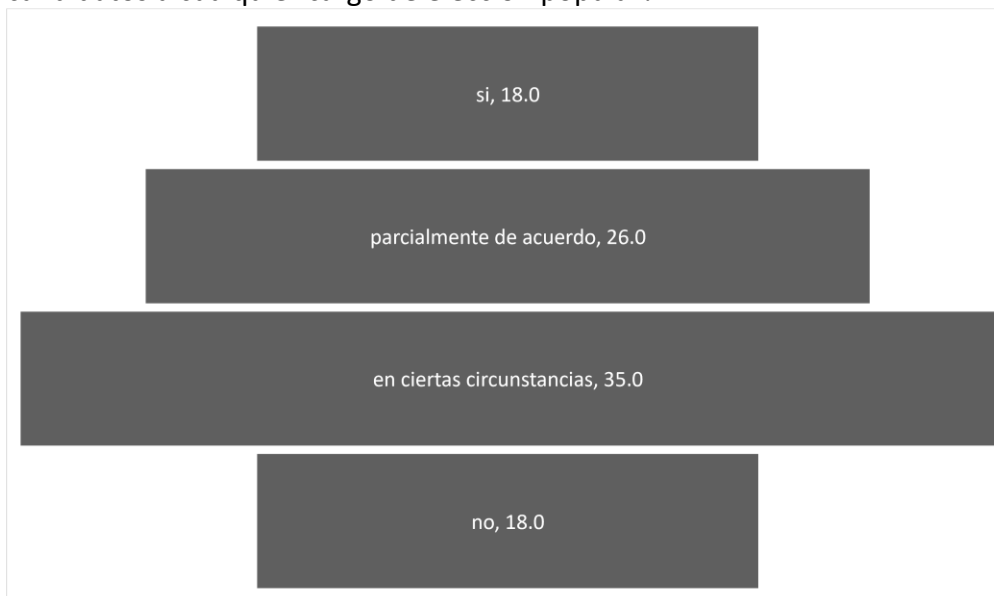 si, 18.0
parcialmente de acuerdo, 26.0
en ciertas circunstancias, 35.0
no, 18.0